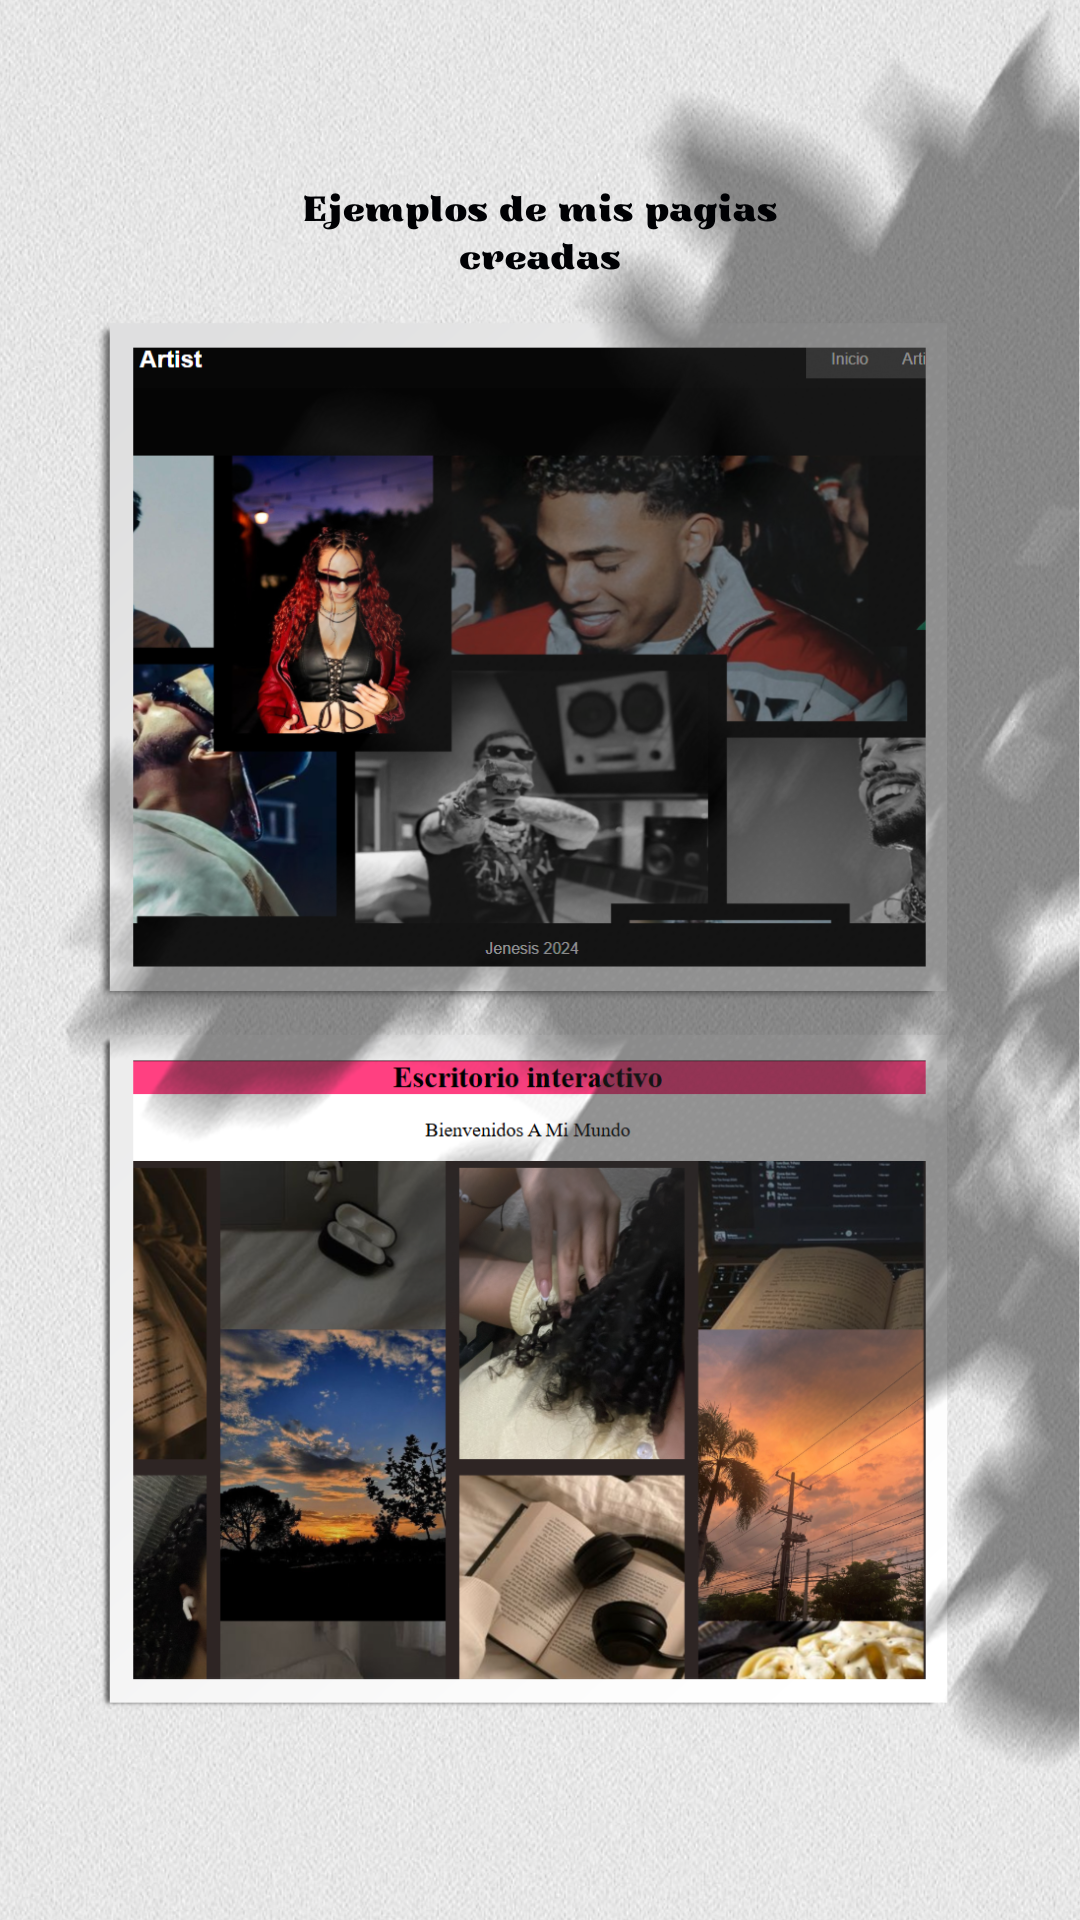 Ejemplos de mis pagias
creadas
Artist
Inicio Arti
Jenesis 2024
Escritorio interactivo
Bienvenidos A Mi Mundo